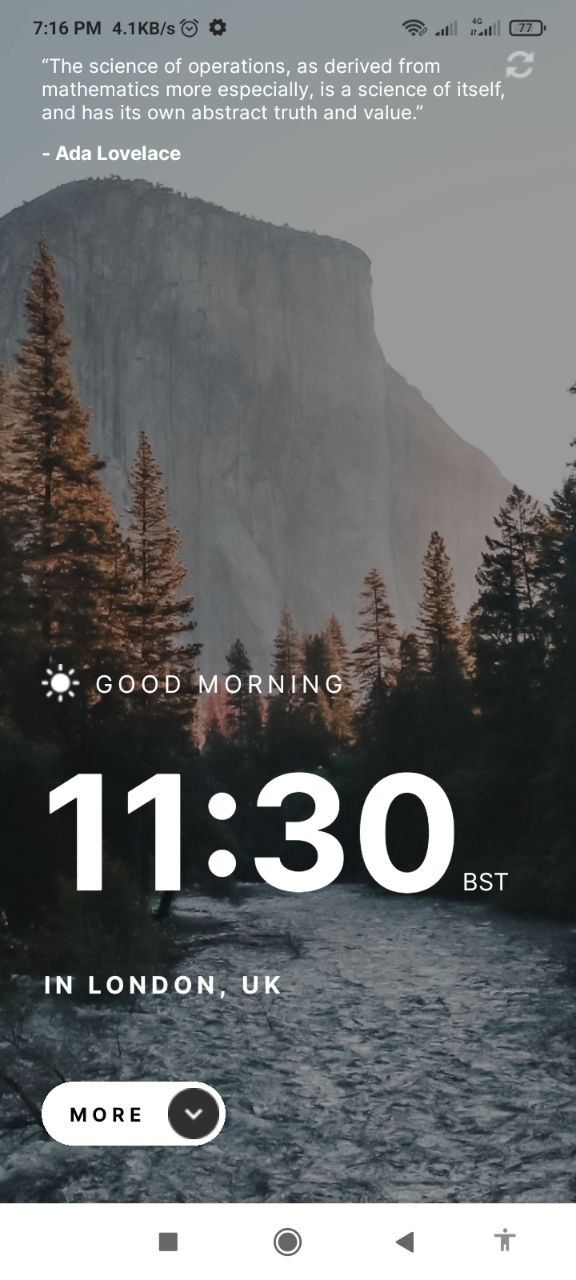 7:16 PM 4.1KB/s 4G 77
“The science of operations, as derived from
mathematics more especially, is a science of itself,
and has its own abstract truth and value.”
- Ada Lovelace
GOOD MORNING
11:30 BST
IN LONDON, UK
MORE